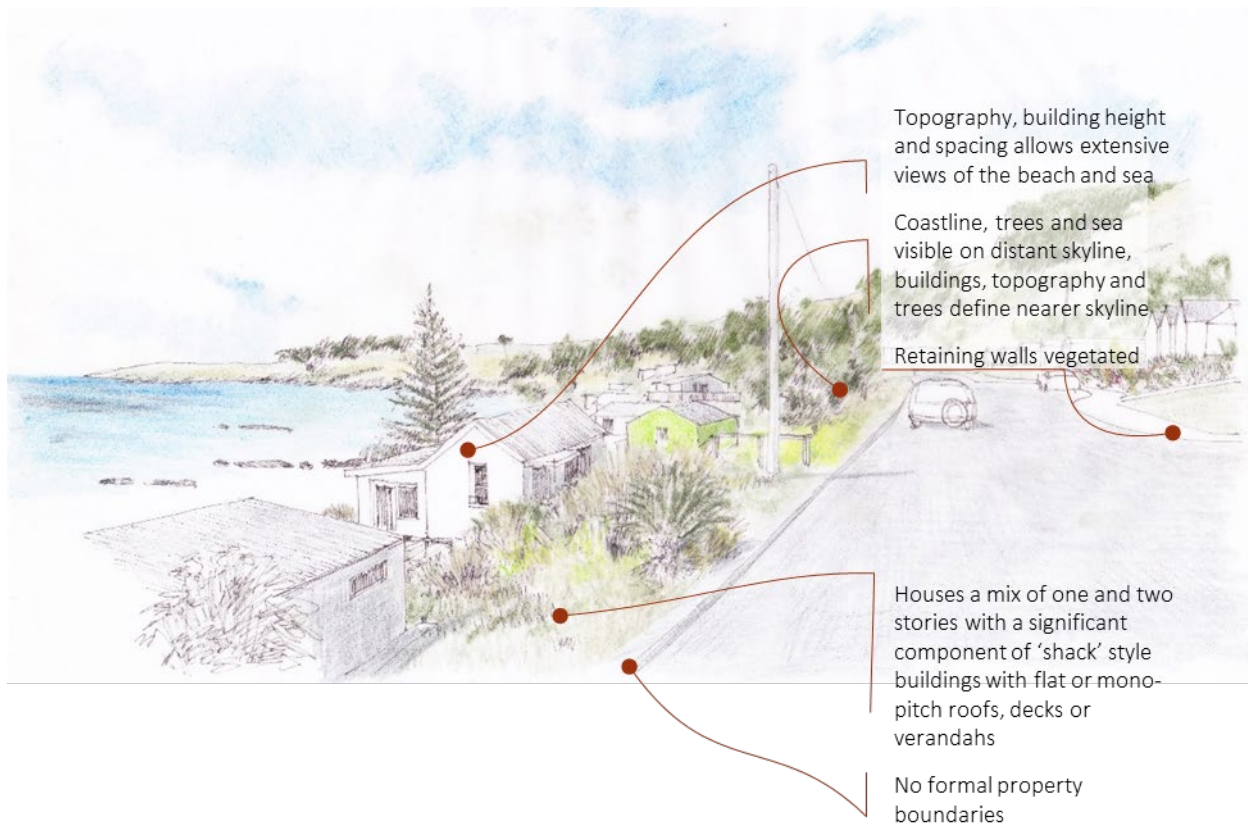 Topography, building height
and spacing allows extensive
views of the beach and sea
Coastline, trees and sea
visible on distant skyline,
buildings, topography and
trees define nearer skyline
Retaining walls vegetated
Houses a mix of one and two
stories with a significant
component of ‘shack’ style
buildings with flat or mono-
pitch roofs, decks or
verandahs
No formal property
boundaries